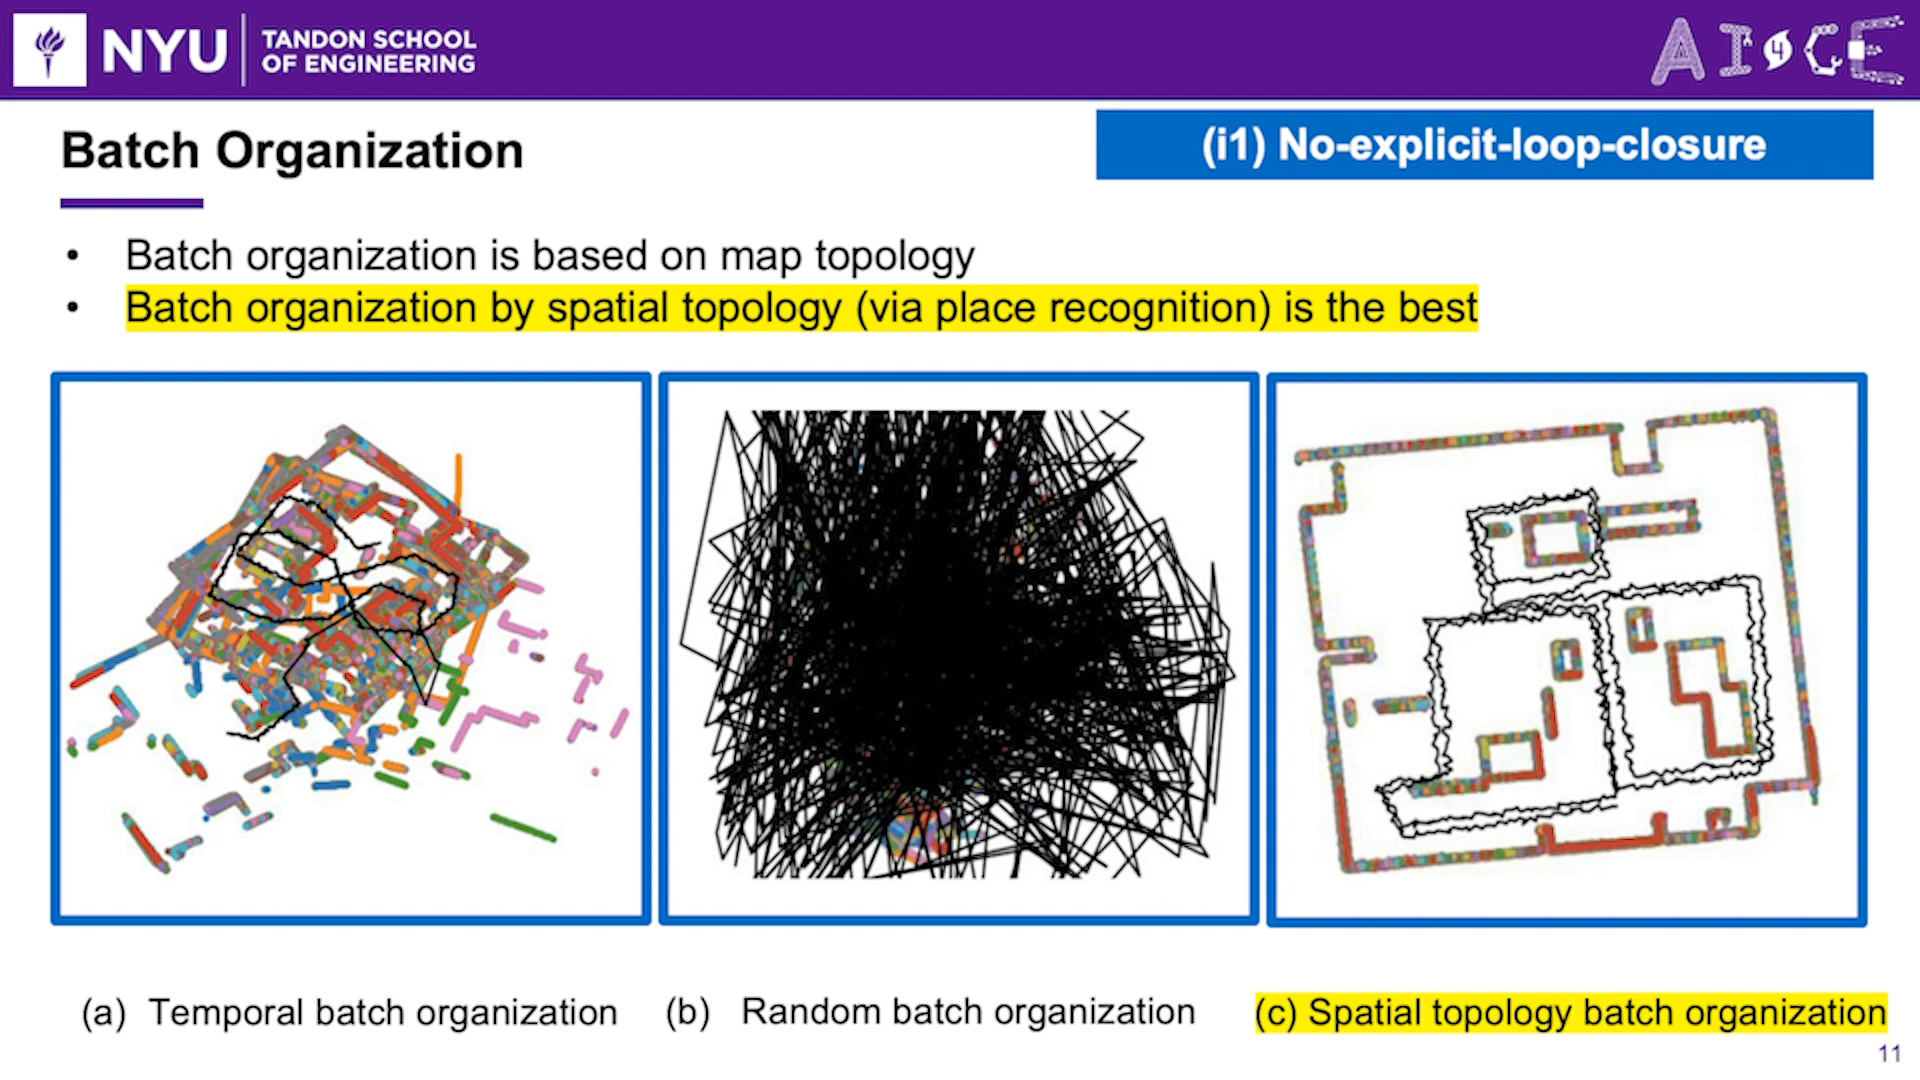 NYU
TANDON SCHOOL
OF ENGINEERING
AI4CE
Batch Organization
(i1) No-explicit-loop-closure
• Batch organization is based on map topology
• Batch organization by spatial topology (via place recognition) is the best
(a) Temporal batch organization
(b) Random batch organization
(c) Spatial topology batch organization
11